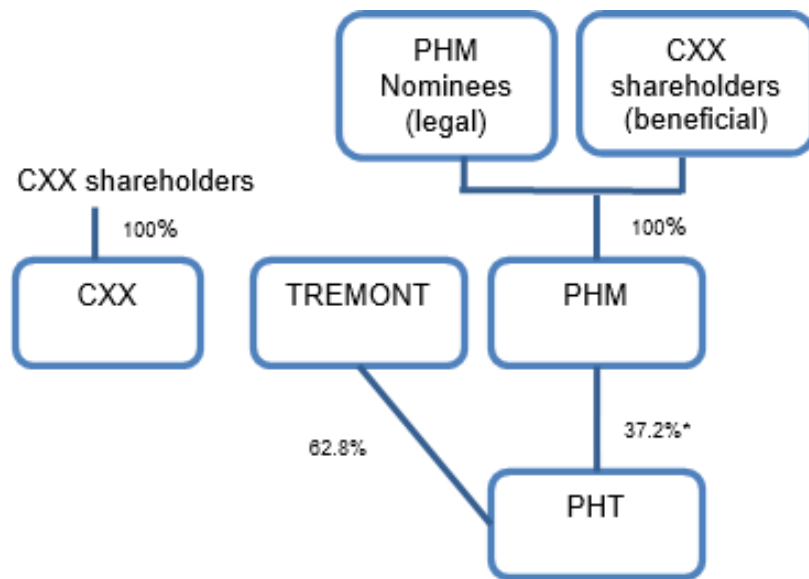 PHM
Nominees
(legal)
CXX
shareholders
(beneficial)
CXX shareholders
100%
100%
CXX
TREMONT
PHM
62.8%
37.2%*
PHT